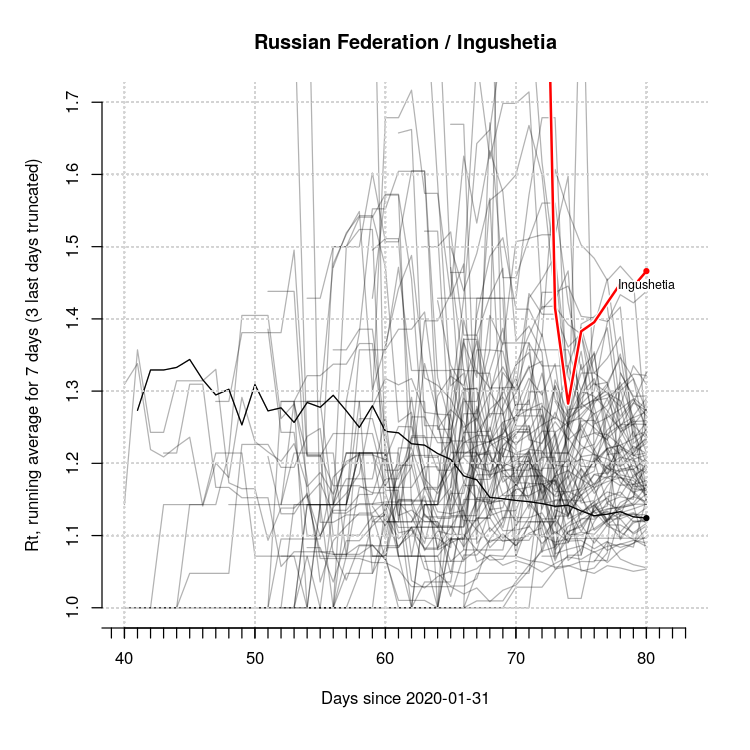 Russian Federation / Ingushetia
Rt, running average for 7 days (3 last days truncated)
1.7
1.6
1.5
1.4
1.3
1.2
1.1
1.0
Ingushetia
40 50 60 70 80
Days since 2020-01-31